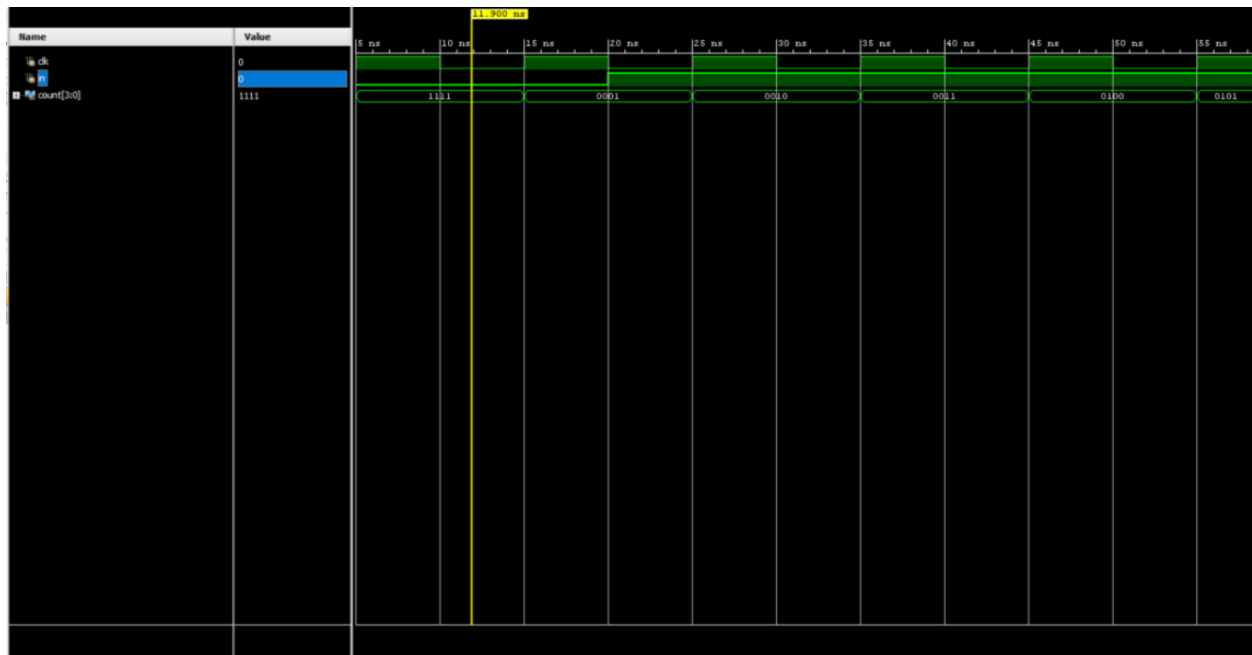 11.900 ns
Name Value
5 ns 10 ns 15 ns 20 ns 25 ns 30 ns 35 ns 40 ns 45 ns 50 ns 55 ns
clk 0
n 0
count[3:0] 1111 1111 0001 0010 0011 0100 0101